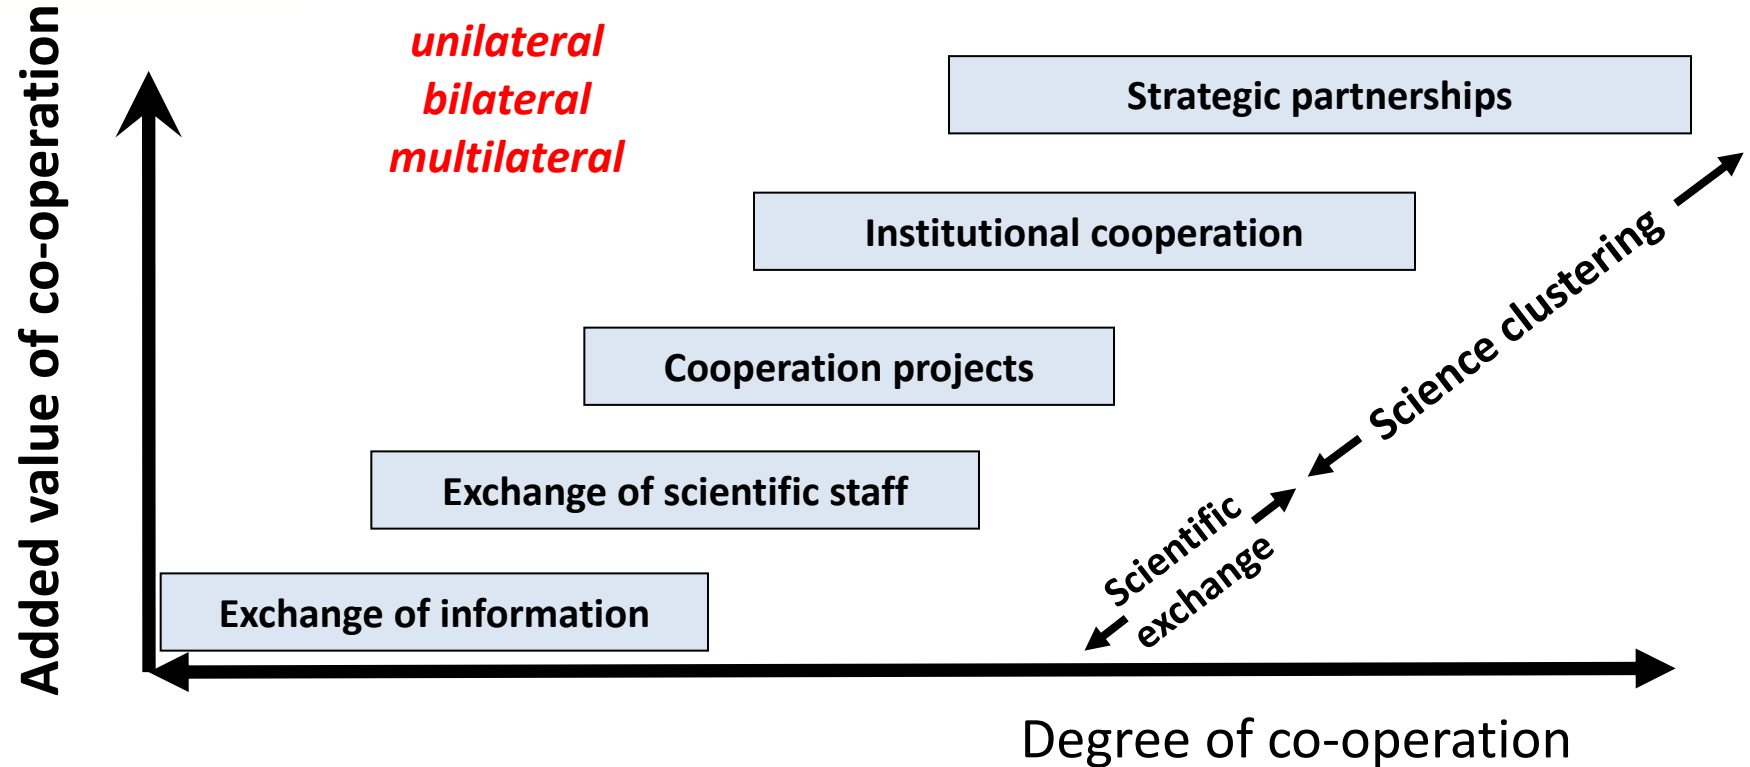 Added value of co-operation
unilateral
bilateral
multilateral
Strategic partnerships
Institutional cooperation
Cooperation projects
Exchange of scientific staff
Exchange of information
Science clustering
Scientific
exchange
Degree of co-operation